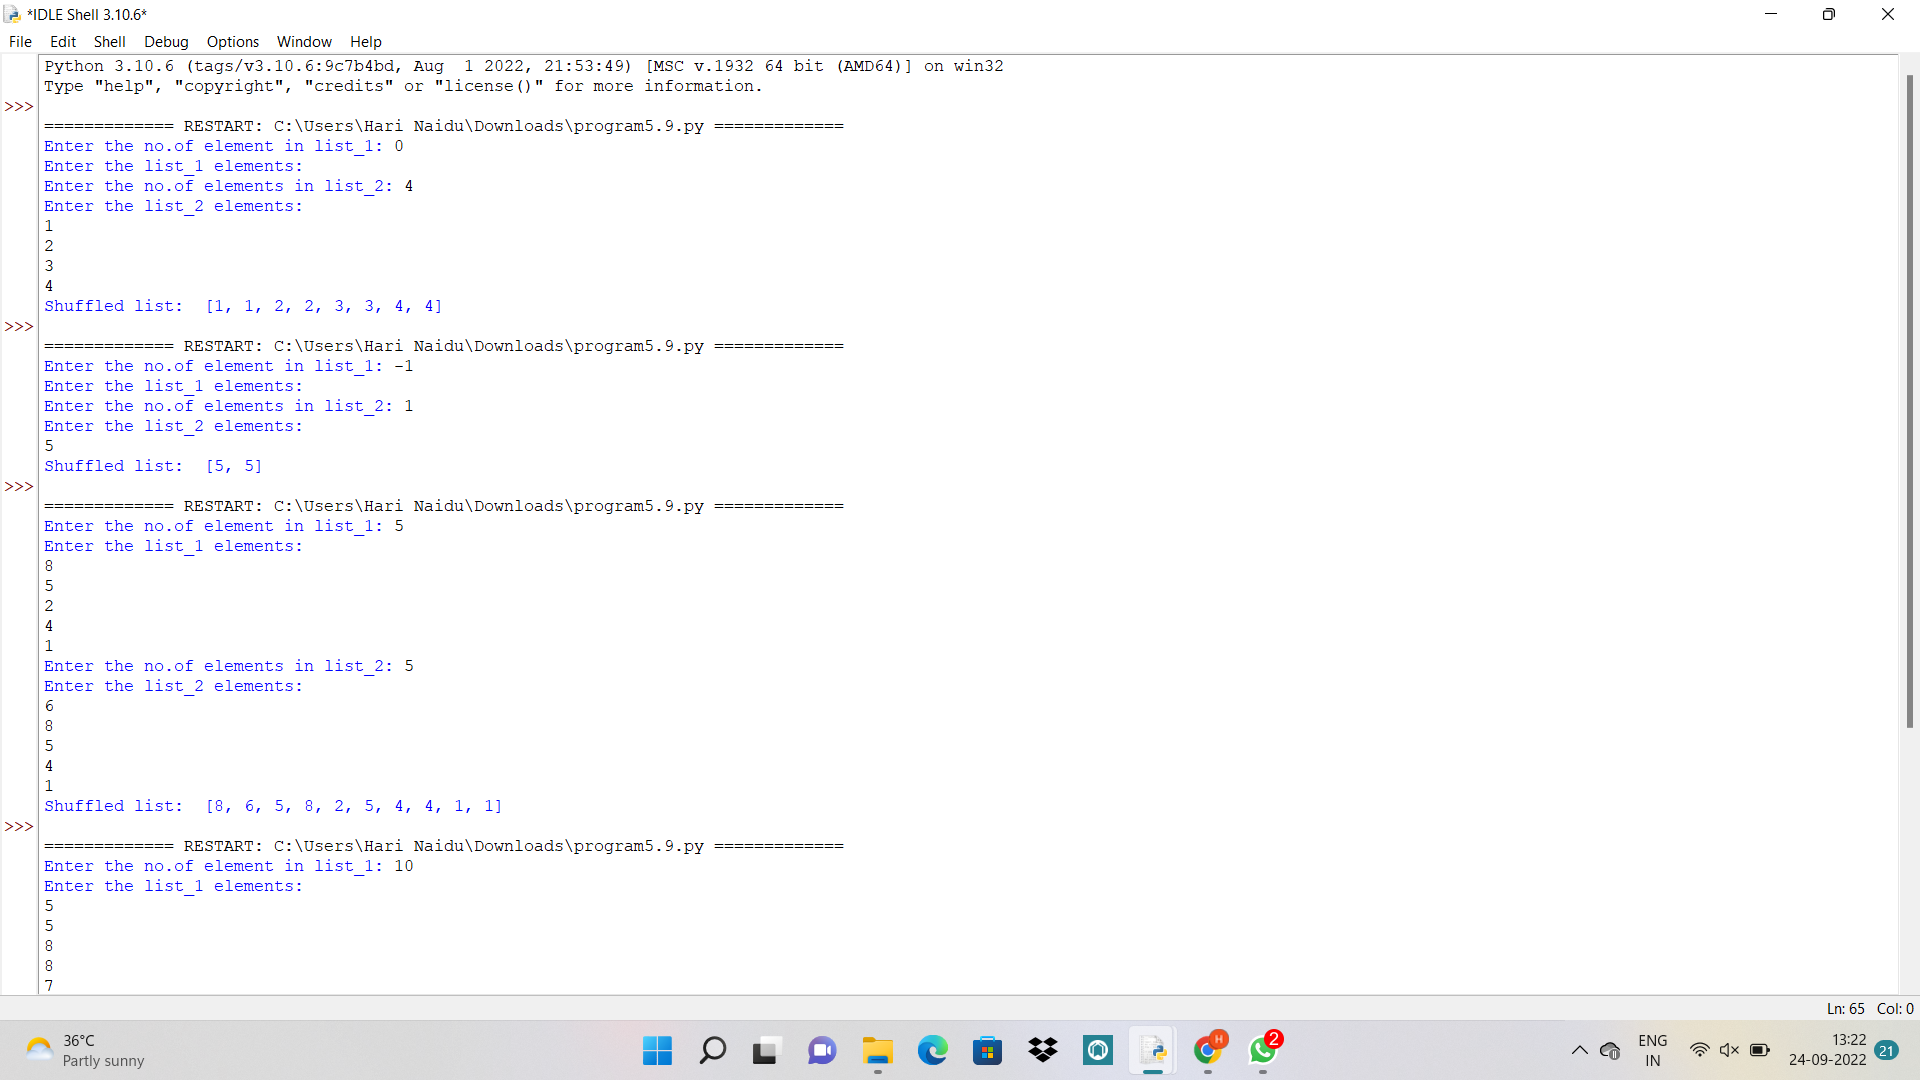 *IDLE Shell 3.10.6*
File Edit Shell Debug Options Window Help
Python 3.10.6 (tags/v3.10.6:9c7b4bd, Aug  1 2022, 21:53:49) [MSC v.1932 64 bit (AMD64)] on win32
Type "help", "copyright", "credits" or "license()" for more information.
>>>
============= RESTART: C:\Users\Hari Naidu\Downloads\program5.9.py =============
Enter the no.of element in list_1: 0
Enter the list_1 elements:
Enter the no.of elements in list_2: 4
Enter the list_2 elements:
1
2
3
4
Shuffled list:  [1, 1, 2, 2, 3, 3, 4, 4]
>>>
============= RESTART: C:\Users\Hari Naidu\Downloads\program5.9.py =============
Enter the no.of element in list_1: -1
Enter the list_1 elements:
Enter the no.of elements in list_2: 1
Enter the list_2 elements:
5
Shuffled list:  [5, 5]
>>>
============= RESTART: C:\Users\Hari Naidu\Downloads\program5.9.py =============
Enter the no.of element in list_1: 5
Enter the list_1 elements:
8
5
2
4
1
Enter the no.of elements in list_2: 5
Enter the list_2 elements:
6
8
5
4
1
Shuffled list:  [8, 6, 5, 8, 2, 5, 4, 4, 1, 1]
>>>
============= RESTART: C:\Users\Hari Naidu\Downloads\program5.9.py =============
Enter the no.of element in list_1: 10
Enter the list_1 elements:
5
5
8
8
7
Ln: 65 Col: 0
36°C
Partly sunny
H
2
ENG
IN
13:22
24-09-2022
21